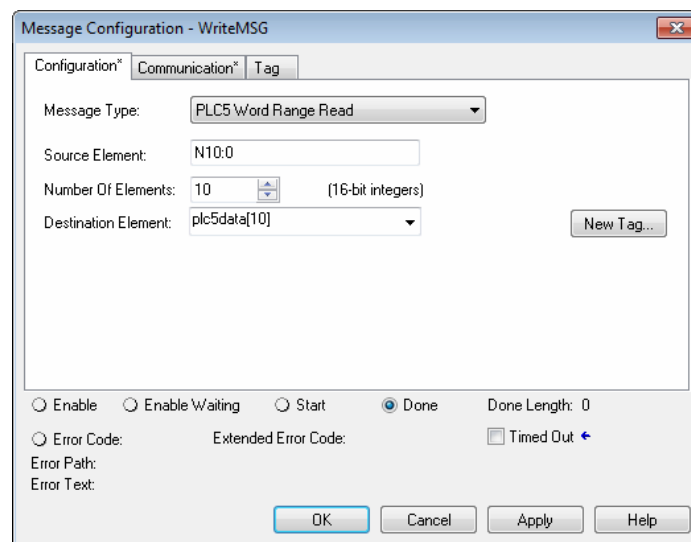 Message Configuration - WriteMSG
Configuration* Communication* Tag
Message Type: PLC5 Word Range Read
Source Element: N10:0
Number Of Elements: 10 (16-bit integers)
Destination Element: plc5data[10] New Tag...
Enable Enable Waiting Start Done Done Length: 0
Error Code: Extended Error Code: Timed Out
Error Path:
Error Text:
OK Cancel Apply Help